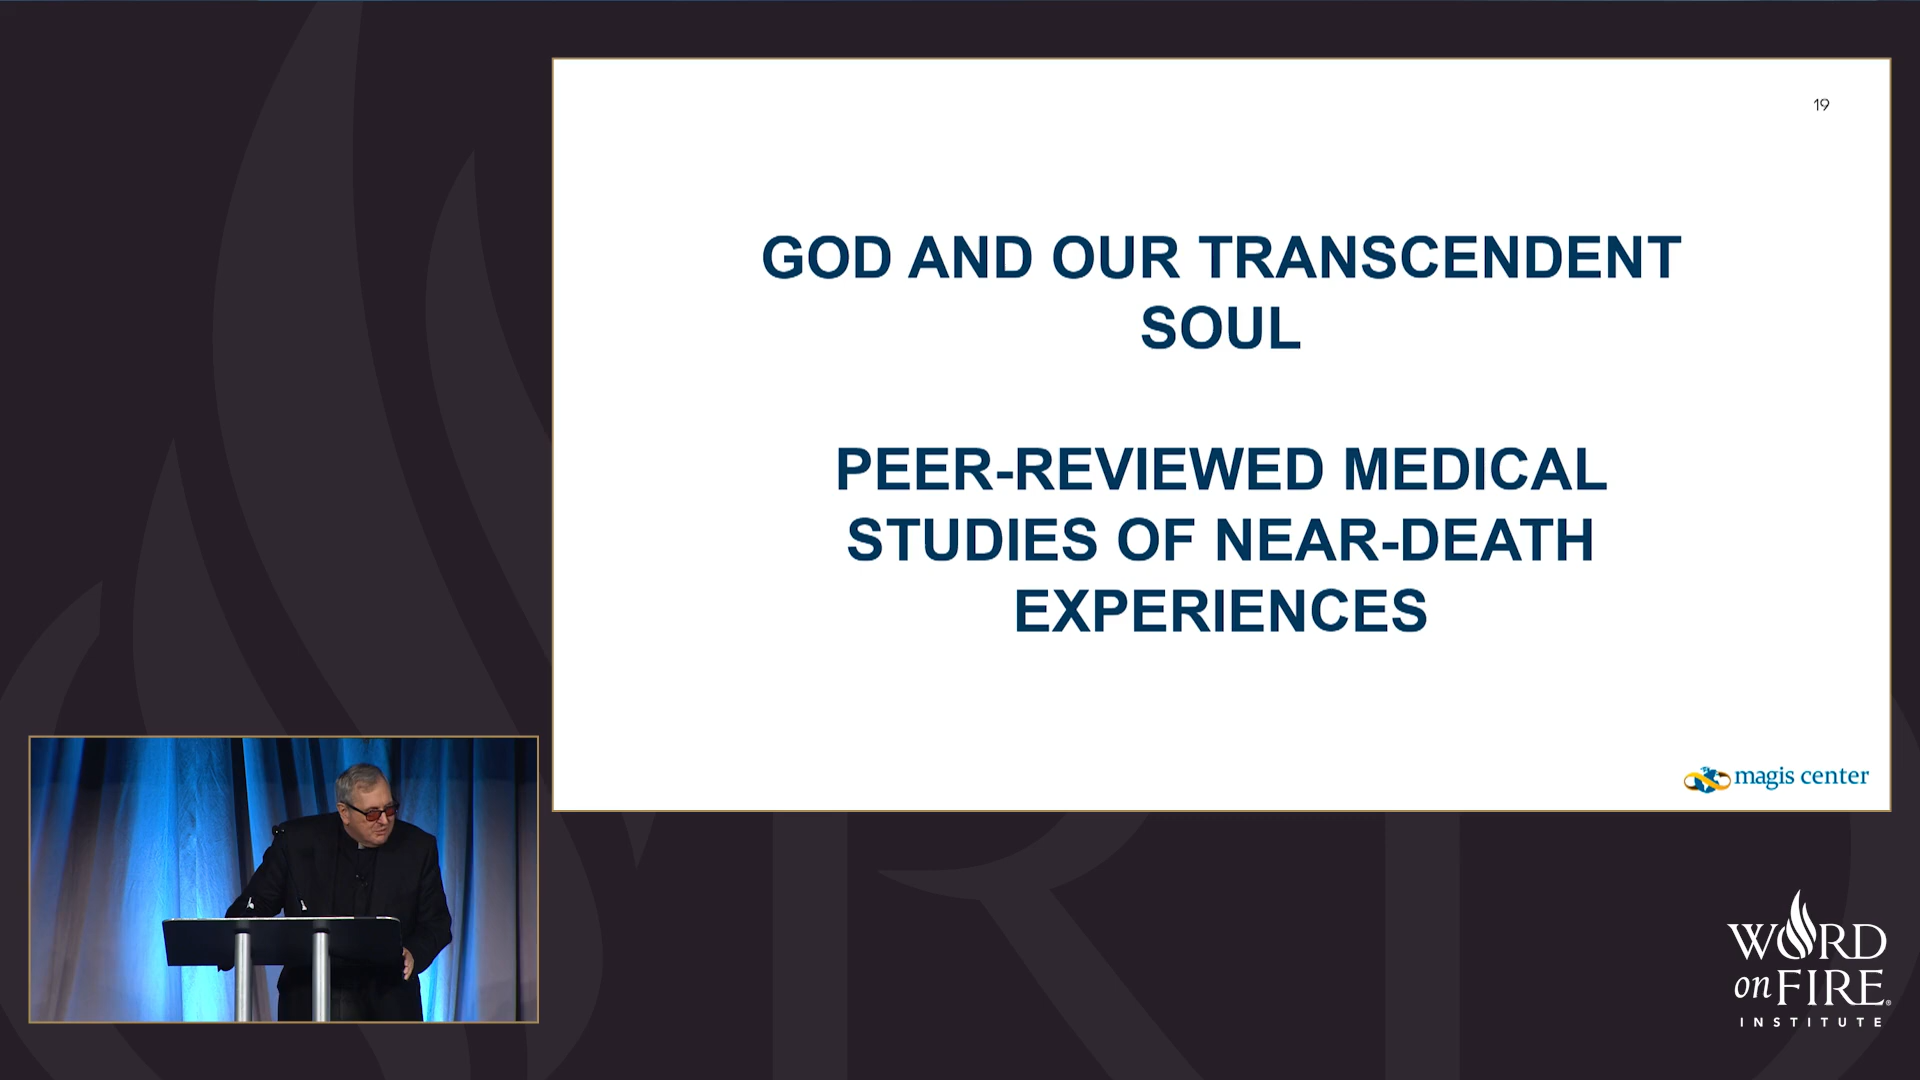 19
GOD AND OUR TRANSCENDENT
SOUL
PEER-REVIEWED MEDICAL
STUDIES OF NEAR-DEATH
EXPERIENCES
magis center
WORD
on FIRE
INSTITUTE